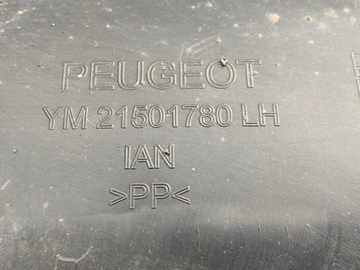 PEUGEOT
YM 21501780 LH
IAN
>PP<